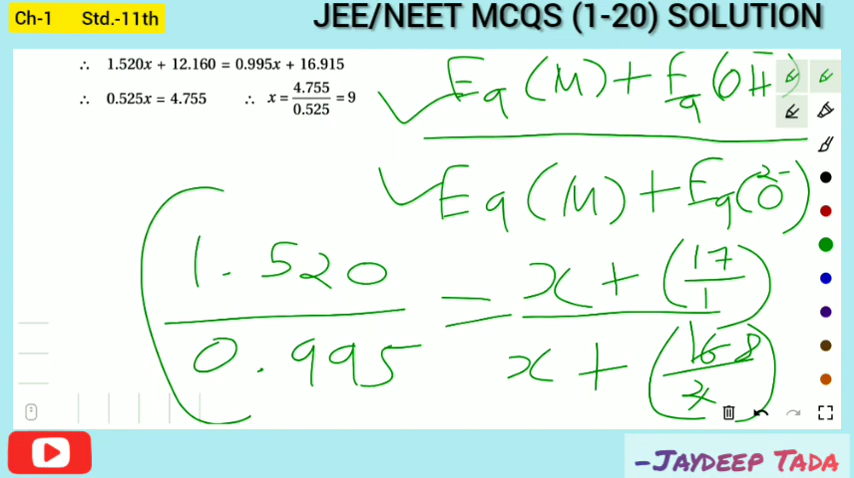 Ch-1 Std.-11th
JEE/NEET MCQS (1-20) SOLUTION
∴ 1.520x + 12.160 = 0.995x + 16.915
∴ 0.525x = 4.755 ∴ x = 4.755/0.525 = 9
Eq (M) + Eq (OH⁻)
Eq (M) + Eq (O²⁻)
1.520/0.995 = x + (17/1)
x + (16 8/2)
-JAYDEEP TADA